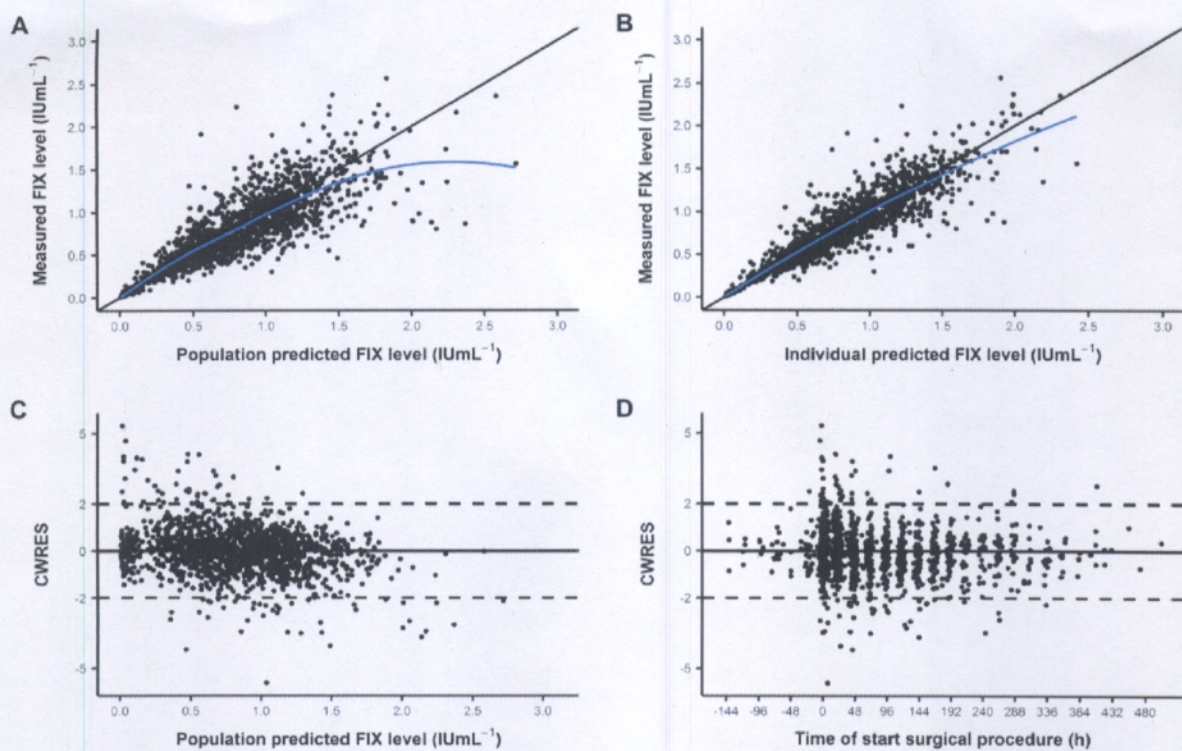 A
Measured FIX level (IUmL⁻¹)
3.0
2.5
2.0
1.5
1.0
0.5
0.0
0.0 0.5 1.0 1.5 2.0 2.5 3.0
Population predicted FIX level (IUmL⁻¹)
B
Measured FIX level (IUmL⁻¹)
3.0
2.5
2.0
1.5
1.0
0.5
0.0
0.0 0.5 1.0 1.5 2.0 2.5 3.0
Individual predicted FIX level (IUmL⁻¹)
C
CWRES
5
2
0
-2
-5
0.0 0.5 1.0 1.5 2.0 2.5 3.0
Population predicted FIX level (IUmL⁻¹)
D
CWRES
5
2
0
-2
-5
-144 -96 -48 0 48 96 144 192 240 288 336 384 432 480
Time of start surgical procedure (h)